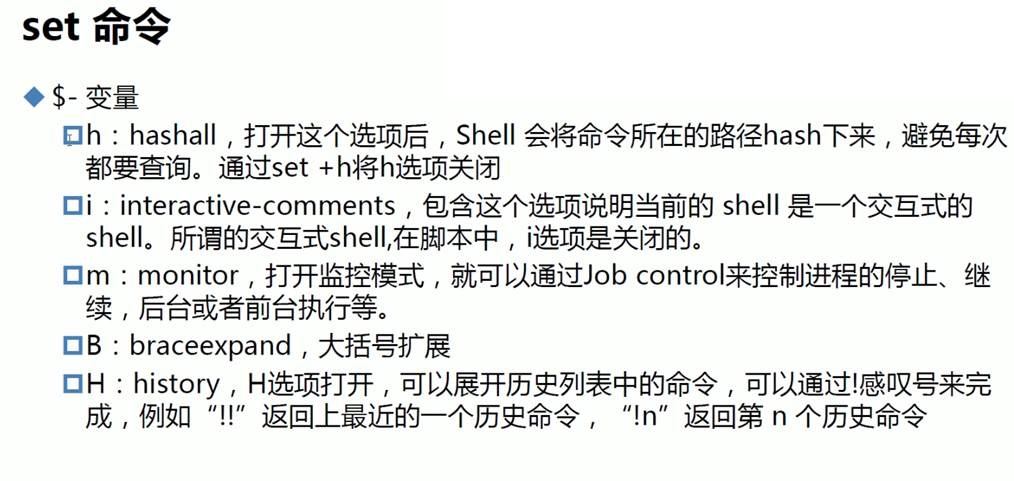 set 命令
$- 变量
h：hashall，打开这个选项后，Shell 会将命令所在的路径hash下来，避免每次
都要查询。通过set +h将h选项关闭
i：interactive-comments，包含这个选项说明当前的 shell 是一个交互式的
shell。所谓的交互式shell,在脚本中，i选项是关闭的。
m：monitor，打开监控模式，就可以通过Job control来控制进程的停止、继
续，后台或者前台执行等。
B：braceexpand，大括号扩展
H：history，H选项打开，可以展开历史列表中的命令，可以通过!感叹号来完
成，例如“!!”返回上最近的一个历史命令，“!n”返回第 n 个历史命令